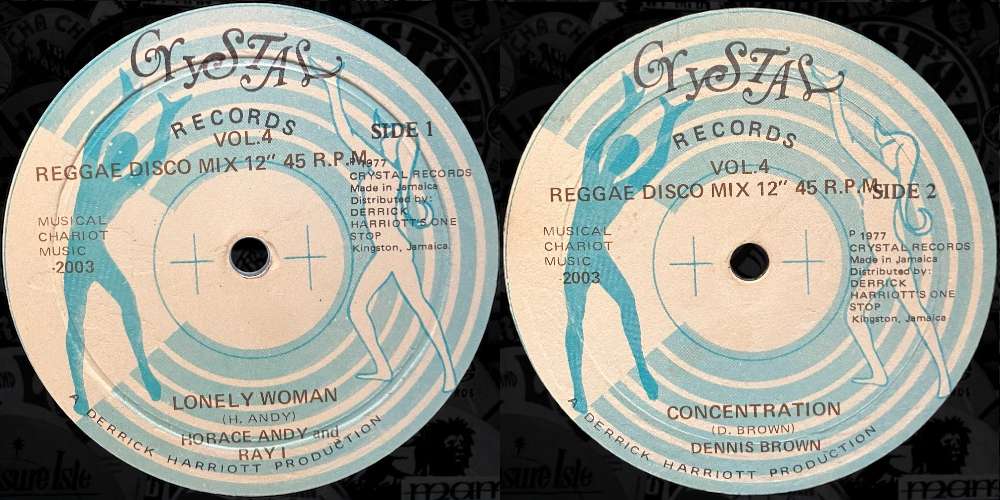 Crystal
RECORDS
VOL.4
SIDE 1
REGGAE DISCO MIX 12" 45 R.P.M.
P 1977
CRYSTAL RECORDS
Made in Jamaica
Distributed by:
DERRICK
HARRIOTT'S ONE
STOP
Kingston, Jamaica.
MUSICAL
CHARIOT
MUSIC
-2003
LONELY WOMAN
(H. ANDY)
HORACE ANDY and
RAY I
A DERRICK HARRIOTT PRODUCTION
Crystal
RECORDS
VOL.4
REGGAE DISCO MIX 12" 45 R.P.M.
SIDE 2
MUSICAL
CHARIOT
MUSIC
2003
P 1977
CRYSTAL RECORDS
Made in Jamaica
Distributed by:
DERRICK
HARRIOTT'S ONE
STOP
Kingston, Jamaica
CONCENTRATION
(D. BROWN)
DENNIS BROWN
A DERRICK HARRIOTT PRODUCTION
sure Isle